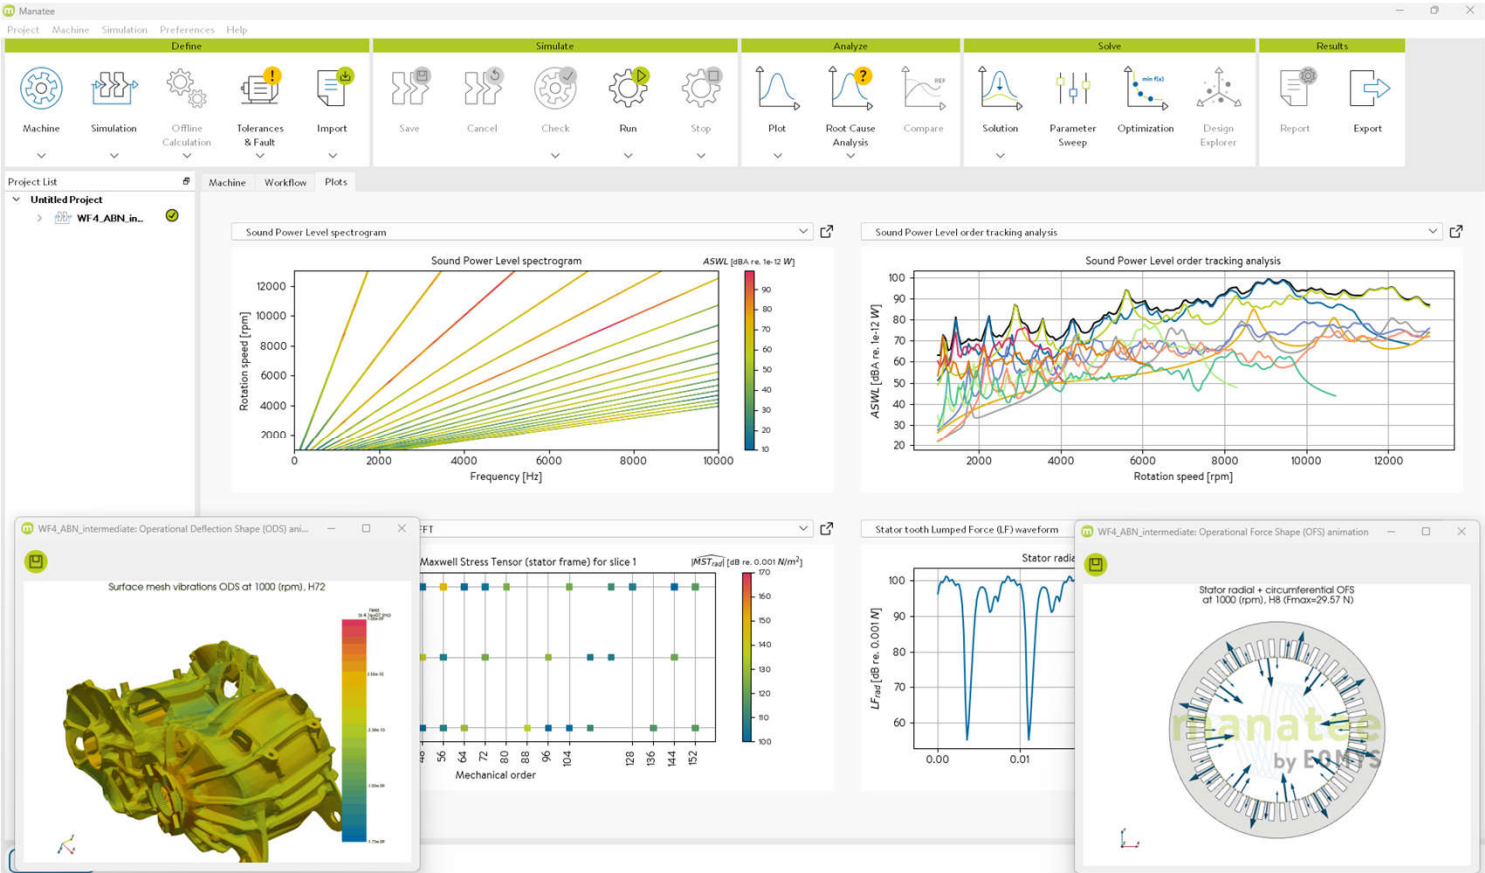 Manatee
Project Machine Simulation Preferences Help
Define Simulate Analyze Solve Results
Machine Simulation Offline Calculation Tolerances & Fault Import Save Cancel Check Run Stop Plot Root Cause Analysis Compare Solution Parameter Sweep Optimization Design Explorer Report Export
REF
min f(x)
Project List
Machine Workflow Plots
Untitled Project
WF4_ABN_in...
Sound Power Level spectrogram
Sound Power Level spectrogram
ASWL [dBA re. 1e-12 W]
Rotation speed [rpm]
12000
10000
8000
6000
4000
2000
0 2000 4000 6000 8000 10000
Frequency [Hz]
90
80
70
60
50
40
30
20
10
Sound Power Level order tracking analysis
Sound Power Level order tracking analysis
ASWL [dBA re. 1e-12 W]
100
90
80
70
60
50
40
30
20
2000 4000 6000 8000 10000 12000
Rotation speed [rpm]
WF4_ABN_intermediate: Operational Deflection Shape (ODS) ani...
Surface mesh vibrations ODS at 1000 (rpm), H72
FFT
Maxwell Stress Tensor (stator frame) for slice 1
|MSTrad| [dB re. 0.001 N/m²]
170
160
150
140
130
120
110
100
56 64 72 80 88 96 104 128 136 144 152
Mechanical order
Stator tooth Lumped Force (LF) waveform
Stator radia
LFrad [dB re. 0.001 N]
100
90
80
70
60
0.00 0.01
WF4_ABN_intermediate: Operational Force Shape (OFS) animation
Stator radial + circumferential OFS
at 1000 (rpm), H8 (Fmax=29.57 N)
manatee
by EOMYS